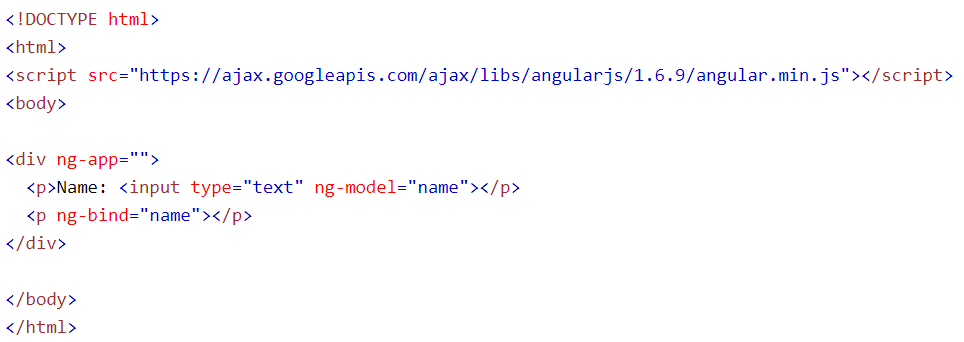 <!DOCTYPE html>
<html>
<script src="https://ajax.googleapis.com/ajax/libs/angularjs/1.6.9/angular.min.js"></script>
<body>

<div ng-app="">
  <p>Name: <input type="text" ng-model="name"></p>
  <p ng-bind="name"></p>
</div>

</body>
</html>